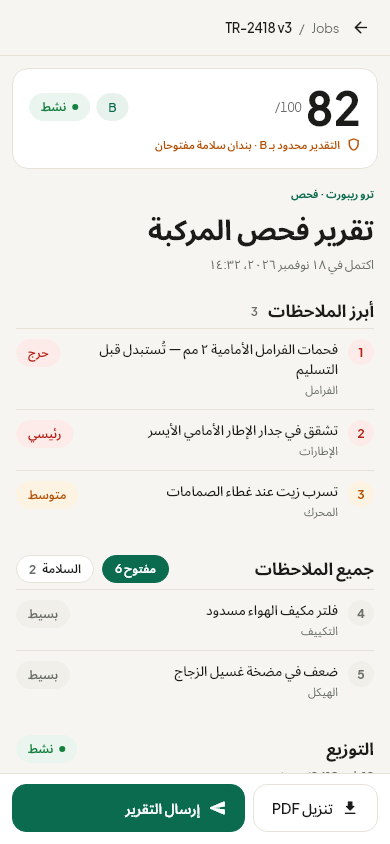 Jobs / TR-2418 v3
82 /100
B
نشط
التقدير محدود بـ B · بندان سلامة مفتوحان
ترو ريبورت · فحص
تقرير فحص المركبة
اكتمل في ١٨ نوفمبر ٢٠٢٦، ١٤:٣٢
أبرز الملاحظات 3
1
فحمات الفرامل الأمامية ٢ مم — تُستبدل قبل
التسليم
حرج
الفرامل
2
تشقق في جدار الإطار الأمامي الأيسر
رئيسي
الإطارات
3
تسرب زيت عند غطاء الصمامات
متوسط
المحرك
جميع الملاحظات
مفتوح 6
السلامة 2
4
فلتر مكيف الهواء مسدود
بسيط
التكييف
5
ضعف في مضخة غسيل الزجاج
بسيط
الهيكل
التوزيع
نشط
تنزيل PDF
إرسال التقرير